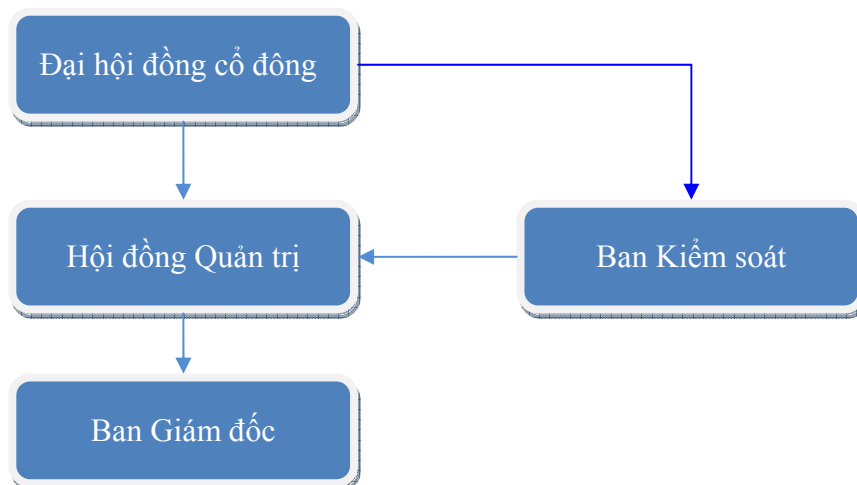 Đại hội đồng cổ đông
Hội đồng Quản trị
Ban Kiểm soát
Ban Giám đốc